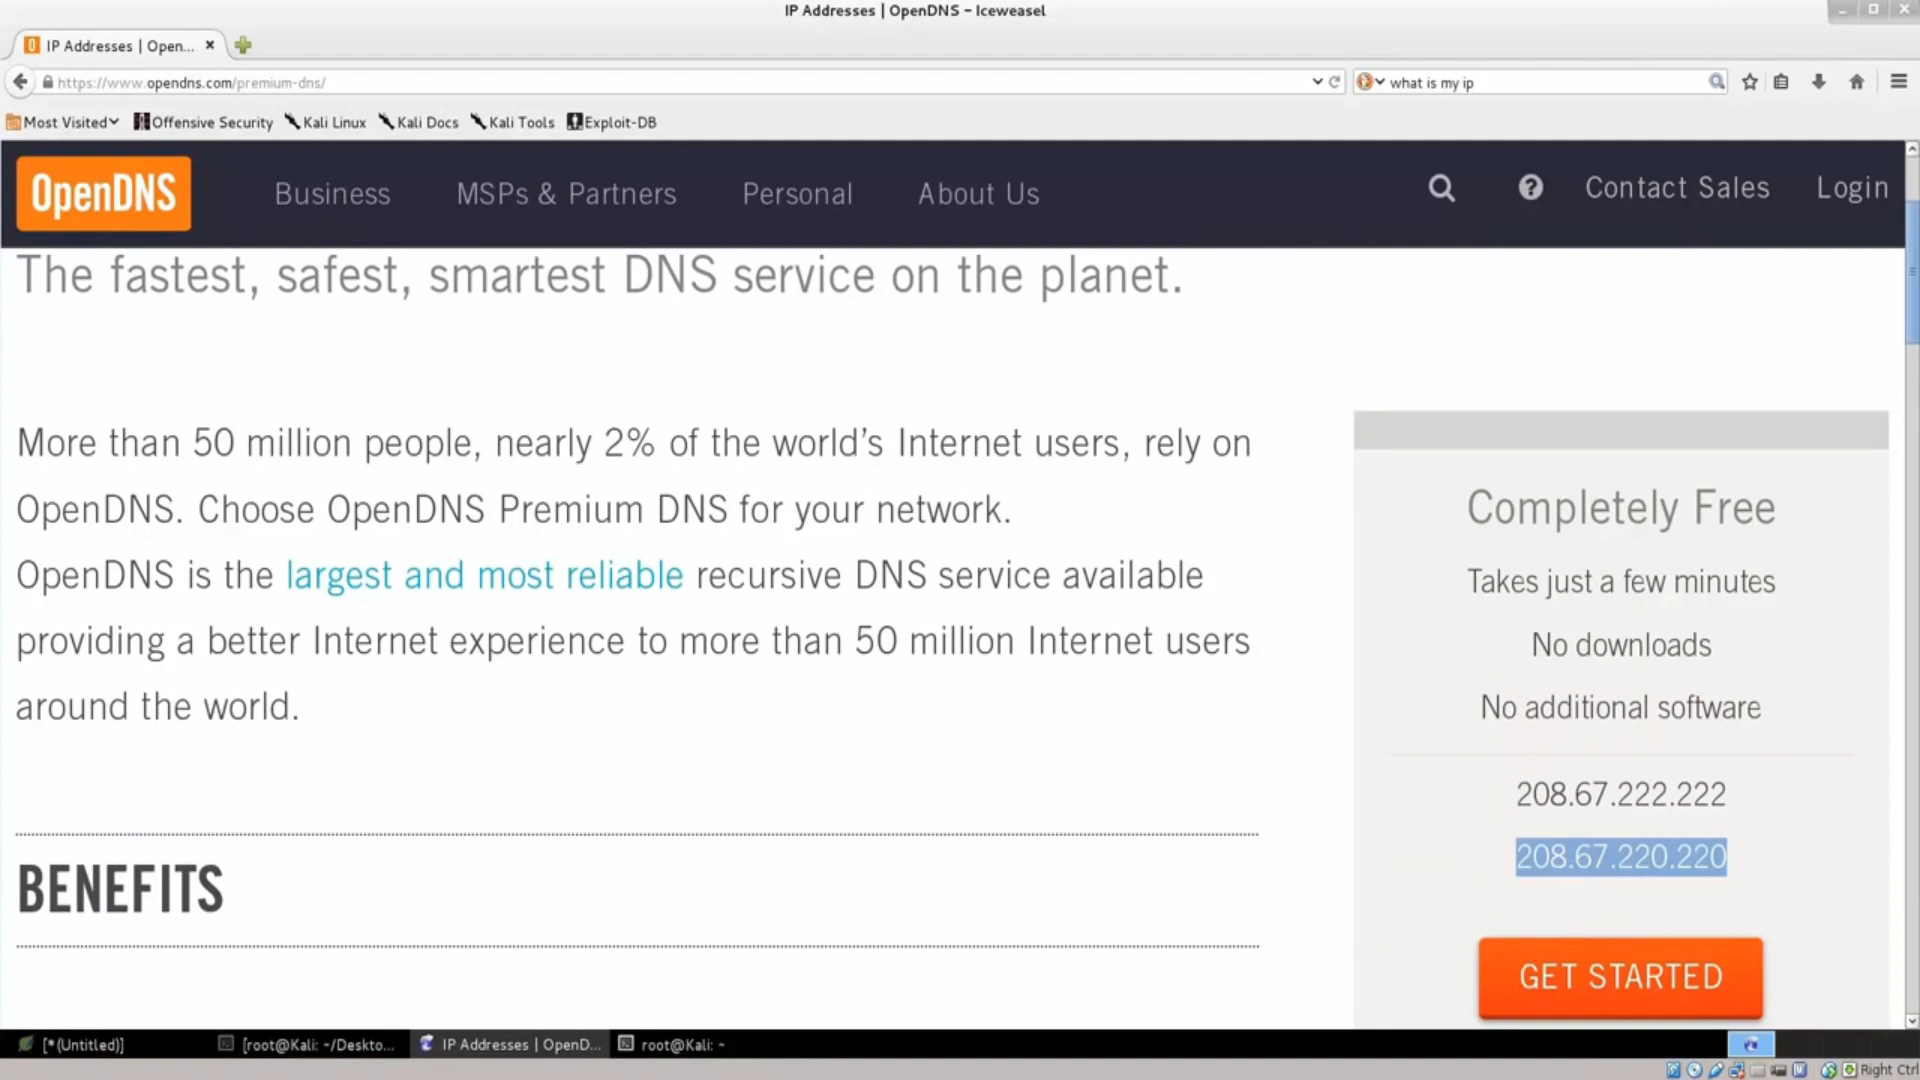 IP Addresses | OpenDNS - Iceweasel
IP Addresses | Open...
https://www.opendns.com/premium-dns/
what is my ip
Most Visited
Offensive Security
Kali Linux
Kali Docs
Kali Tools
Exploit-DB
OpenDNS
Business
MSPs & Partners
Personal
About Us
Contact Sales
Login
The fastest, safest, smartest DNS service on the planet.
More than 50 million people, nearly 2% of the world's Internet users, rely on
OpenDNS. Choose OpenDNS Premium DNS for your network.
OpenDNS is the largest and most reliable recursive DNS service available
providing a better Internet experience to more than 50 million Internet users
around the world.
BENEFITS
Completely Free
Takes just a few minutes
No downloads
No additional software
208.67.222.222
208.67.220.220
GET STARTED
[*(Untitled)]
[root@Kali: ~/Deskto...
IP Addresses | OpenD...
root@Kali: ~
Right Ctrl